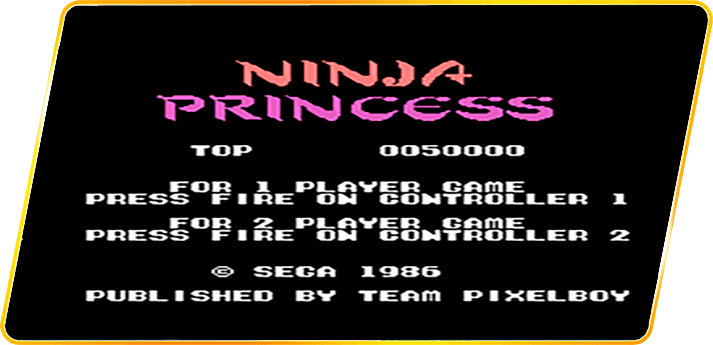 NINJA
PRINCESS
TOP 0050000
FOR 1 PLAYER GAME
PRESS FIRE ON CONTROLLER 1
FOR 2 PLAYER GAME
PRESS FIRE ON CONTROLLER 2
© SEGA 1986
PUBLISHED BY TEAM PIXELBOY